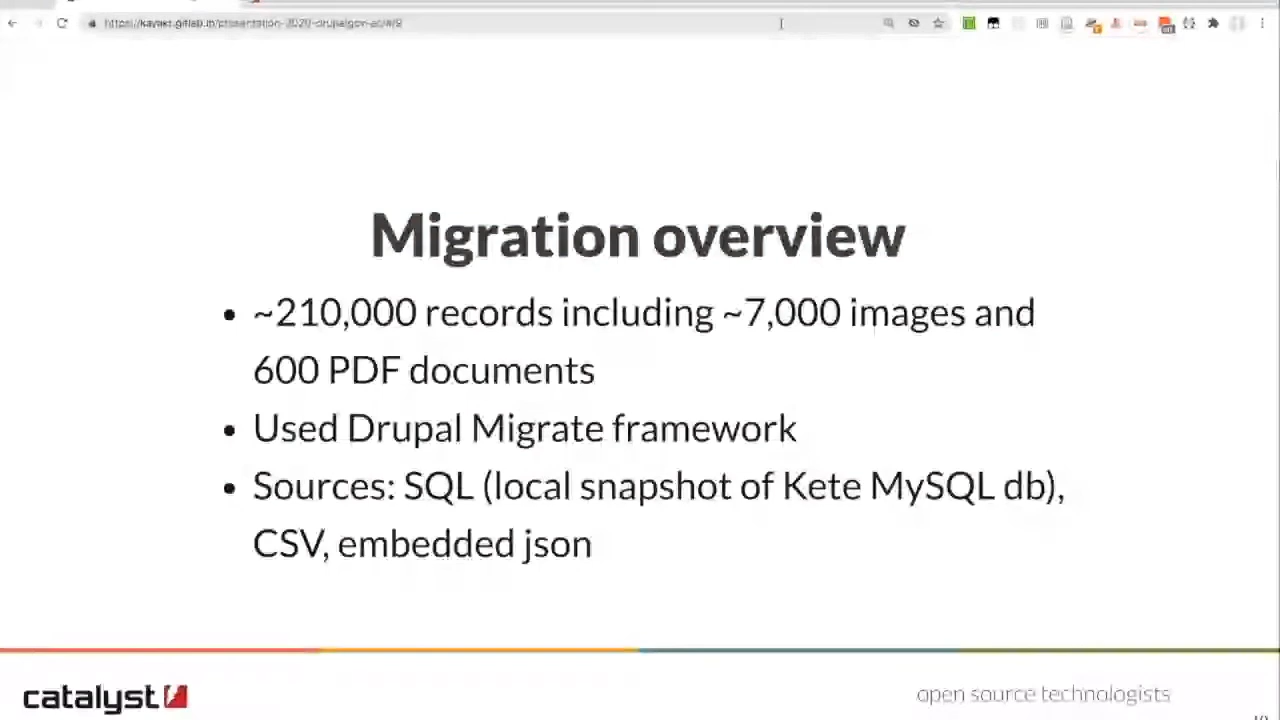 Migration overview
• ~210,000 records including ~7,000 images and
600 PDF documents
• Used Drupal Migrate framework
• Sources: SQL (local snapshot of Kete MySQL db),
CSV, embedded json
catalyst
open source technologists